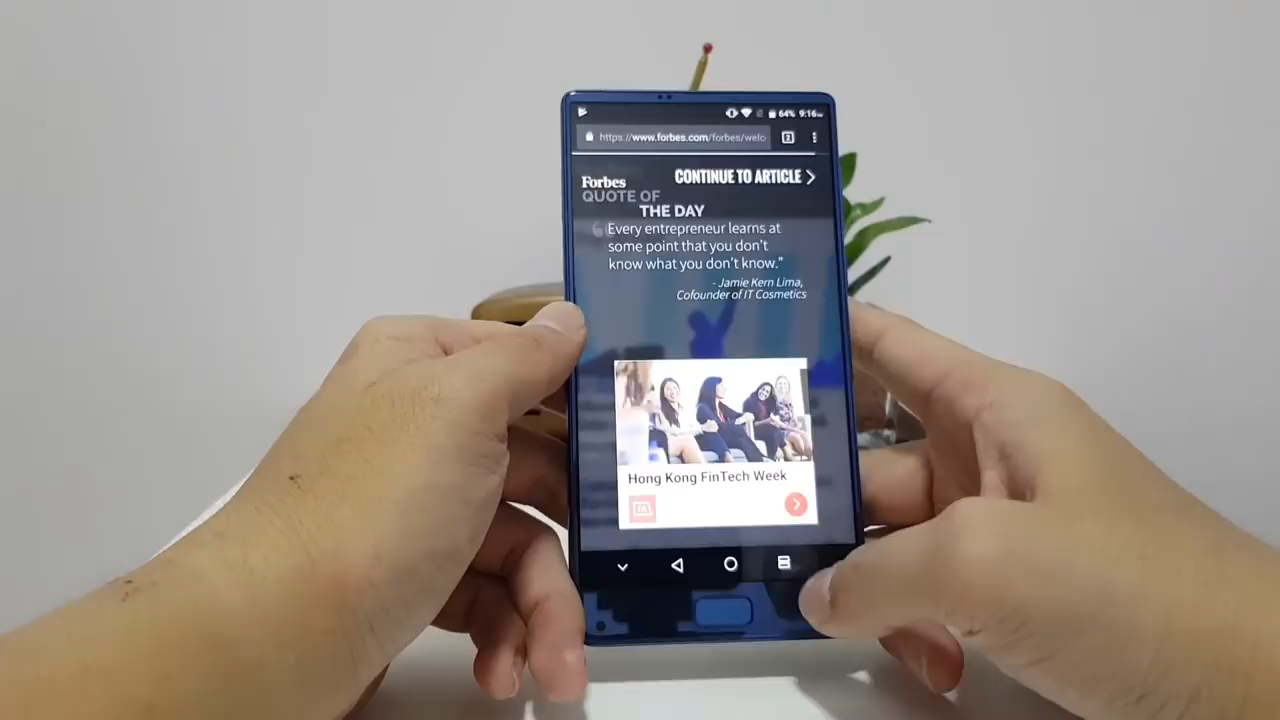 64% 9:16
https://www.forbes.com/forbes/welo
Forbes
CONTINUE TO ARTICLE
QUOTE OF
THE DAY
“Every entrepreneur learns at
some point that you don't
know what you don't know.”
- Jamie Kern Lima,
Cofounder of IT Cosmetics
Hong Kong FinTech Week